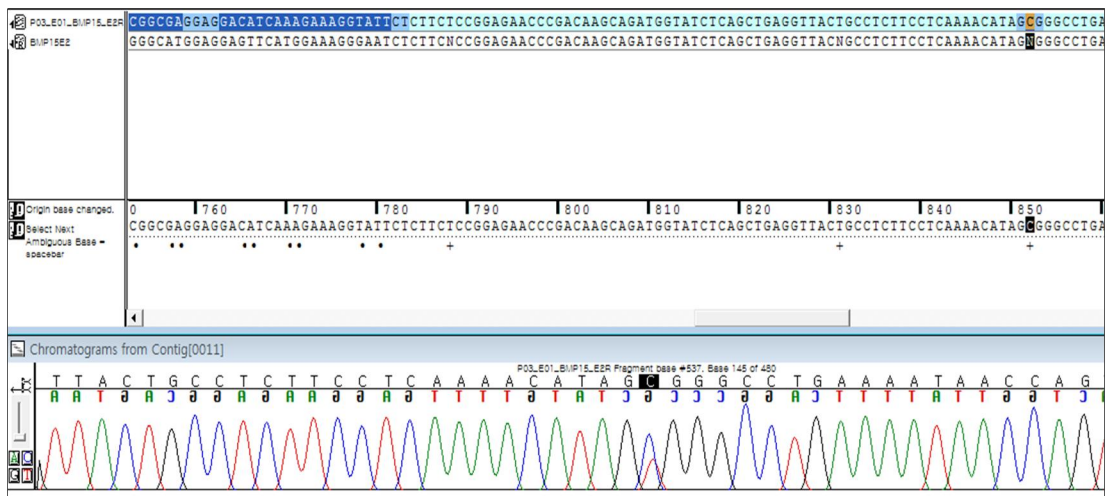 P03_E01_BMP15_E2R CGGCGAGGAGGACATCAAAGAAAGGTATTCTCTTCTCCGGAGAACCCGACAAGCAGATGGTATCTCAGCTGAGGTTACTGCCTCTTCCTCAAAACATAGCGGGCCTGA
BMP15E2 GGGCATGGAGGAGTTCATGGAAAGGGAATCTCTTCNCCGGAGAACCCGACAAGCAGATGGTATCTCAGCTGAGGTTACNGCCTCTTCCTCAAAACATAGNGGGCCTGA
Origin base changed. 0 760 770 780 790 800 810 820 830 840 850
Select Next CGGCGAGGAGGACATCAAAGAAAGGTATTCTCTTCTCCGGAGAACCCGACAAGCAGATGGTATCTCAGCTGAGGTTACTGCCTCTTCCTCAAAACATAGCGGGCCTGA
Ambiguous Base =
spacebar
Chromatograms from Contig[0011]
P03_E01_BMP15_E2R Fragment base #537. Base 145 of 480
T T A C T G C C T C T T C C T C A A A A C A T A G C G G G C C T G A A A A T A A C C A G
A A T G A C G G A G A A G G A G T T T T G T A T C G C C C G G A C T T T T A T T G G T C
A C
G T